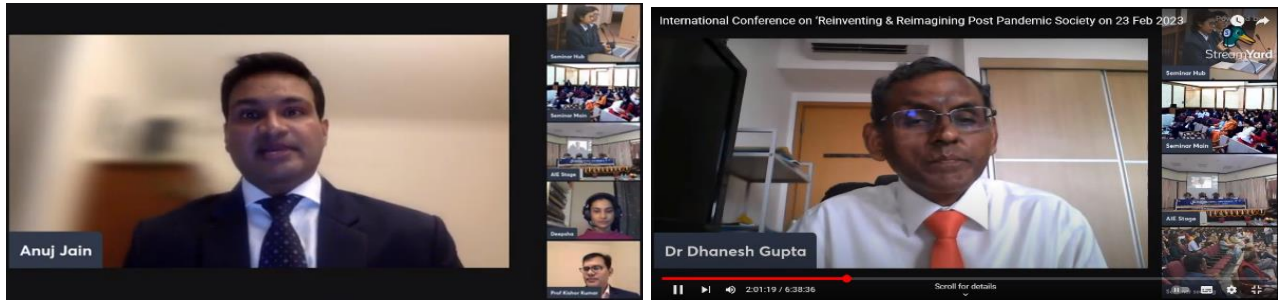 Seminar Hub
Seminar Main
AIE Stage
Deepsha
Prof Kishor Kumar
Anuj Jain
International Conference on ‘Reinventing & Reimagining Post Pandemic Society on 23 Feb 2023
StreamYard
Seminar Hub
Seminar Main
AIE Stage
Dr Dhanesh Gupta
2:01:19 / 6:38:36
Scroll for details